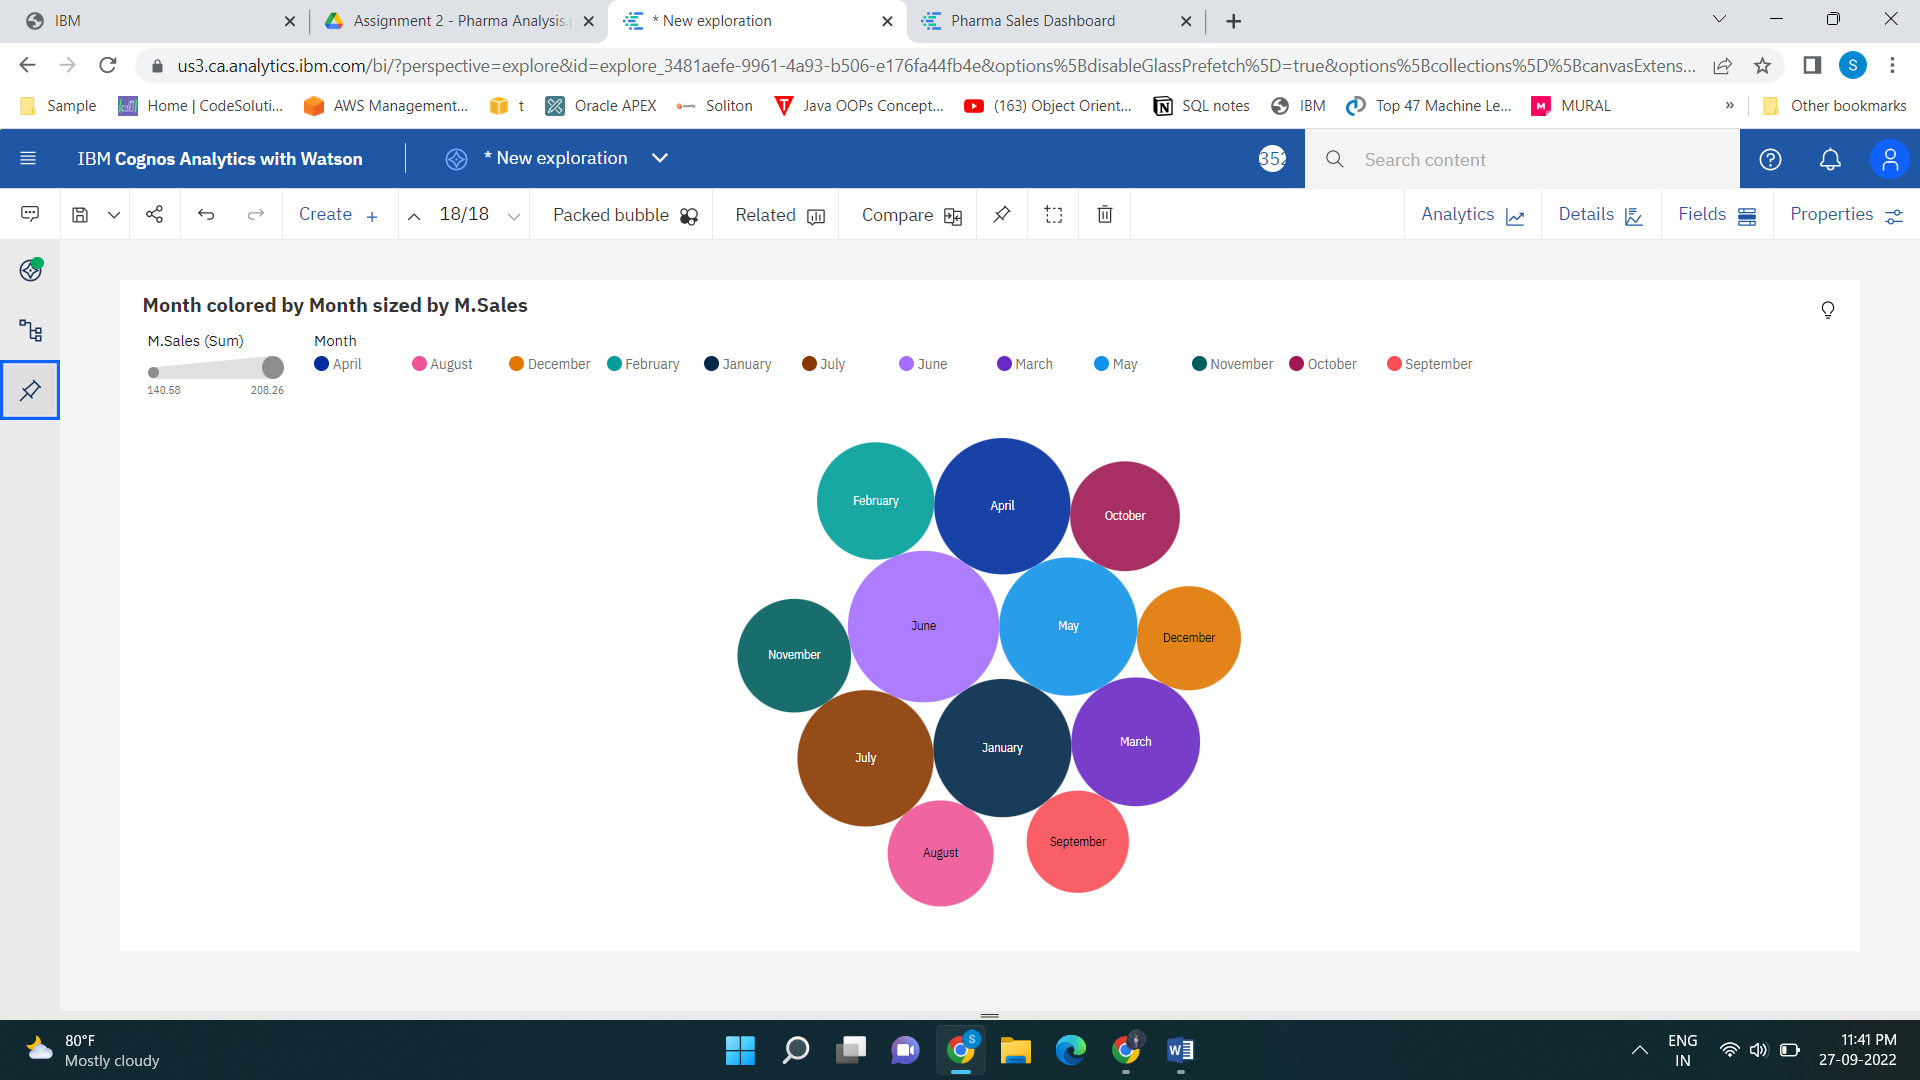 IBM
Assignment 2 - Pharma Analysis.
* New exploration
Pharma Sales Dashboard
us3.ca.analytics.ibm.com/bi/?perspective=explore&id=explore_3481aefe-9961-4a93-b506-e176fa44fb4e&options%5BdisableGlassPrefetch%5D=true&options%5Bcollections%5D%5BcanvasExtens...
S
Sample
Home | CodeSoluti...
AWS Management...
t
Oracle APEX
Soliton
Java OOPs Concept...
(163) Object Orient...
SQL notes
IBM
Top 47 Machine Le...
MURAL
»
Other bookmarks
IBM Cognos Analytics with Watson
* New exploration
352
Search content
Create +
18/18
Packed bubble
Related
Compare
Analytics
Details
Fields
Properties
Month colored by Month sized by M.Sales
M.Sales (Sum)
140.58
208.26
Month
April
August
December
February
January
July
June
March
May
November
October
September
February
April
October
June
May
December
November
July
January
March
August
September
80°F
Mostly cloudy
S
W
ENG
IN
11:41 PM
27-09-2022